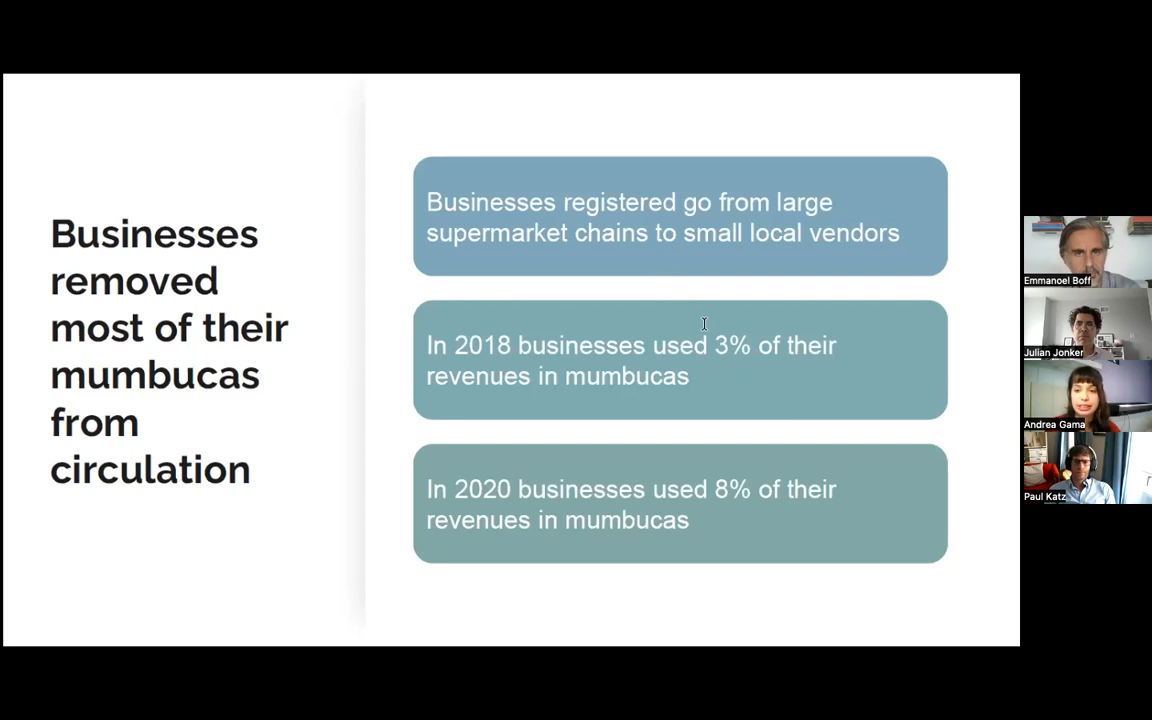 Businesses
removed
most of their
mumbucas
from
circulation
Businesses registered go from large
supermarket chains to small local vendors
In 2018 businesses used 3% of their
revenues in mumbucas
In 2020 businesses used 8% of their
revenues in mumbucas
Emmanoel Boff
Julian Jonker
Andrea Gama
Paul Katz